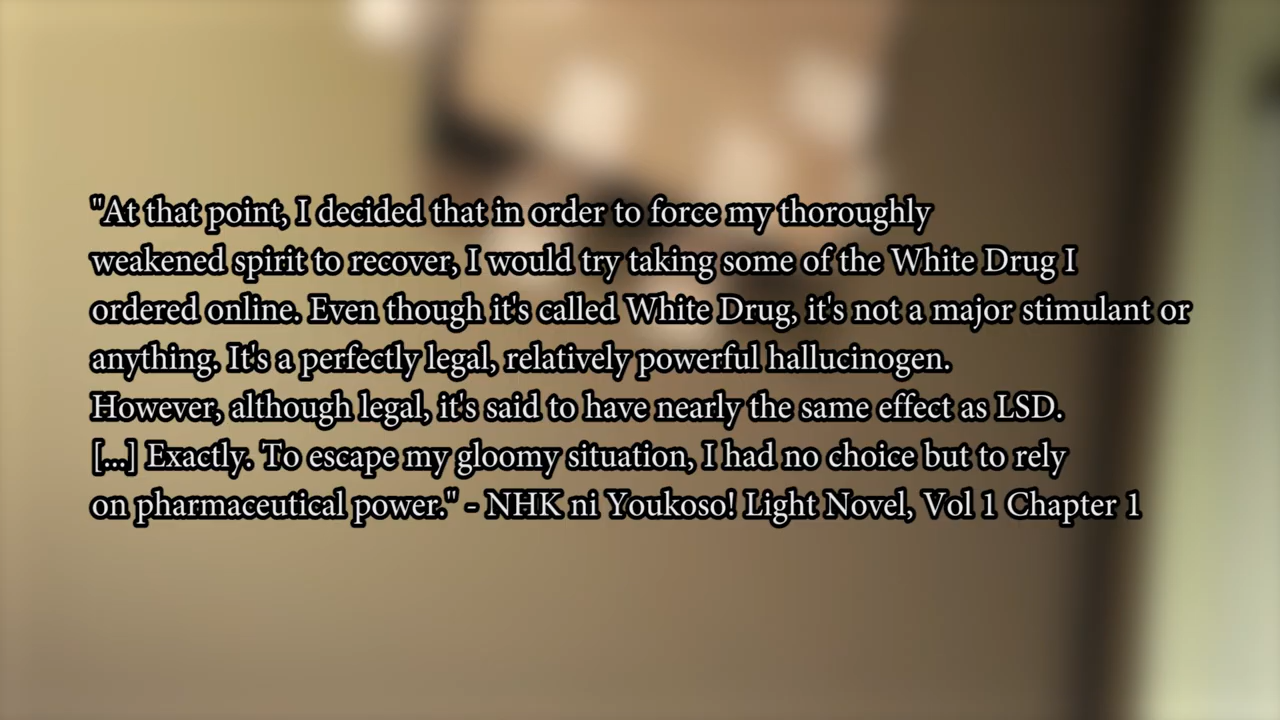 "At that point, I decided that in order to force my thoroughly
weakened spirit to recover, I would try taking some of the White Drug I
ordered online. Even though it's called White Drug, it's not a major stimulant or
anything. It's a perfectly legal, relatively powerful hallucinogen.
However, although legal, it's said to have nearly the same effect as LSD.
[...] Exactly. To escape my gloomy situation, I had no choice but to rely
on pharmaceutical power." - NHK ni Youkoso! Light Novel, Vol 1 Chapter 1